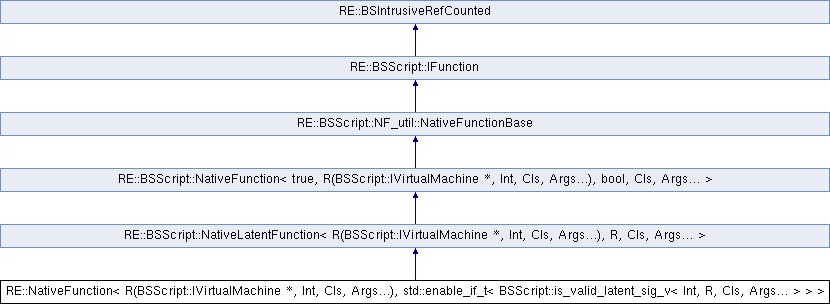 RE::BSIntrusiveRefCounted
RE::BSScript::IFunction
RE::BSScript::NF_util::NativeFunctionBase
RE::BSScript::NativeFunction< true, R(BSScript::IVirtualMachine *, Int, Cls, Args...), bool, Cls, Args... >
RE::BSScript::NativeLatentFunction< R(BSScript::IVirtualMachine *, Int, Cls, Args...), R, Cls, Args... >
RE::NativeFunction< R(BSScript::IVirtualMachine *, Int, Cls, Args...), std::enable_if_t< BSScript::is_valid_latent_sig_v< Int, R, Cls, Args... > > >